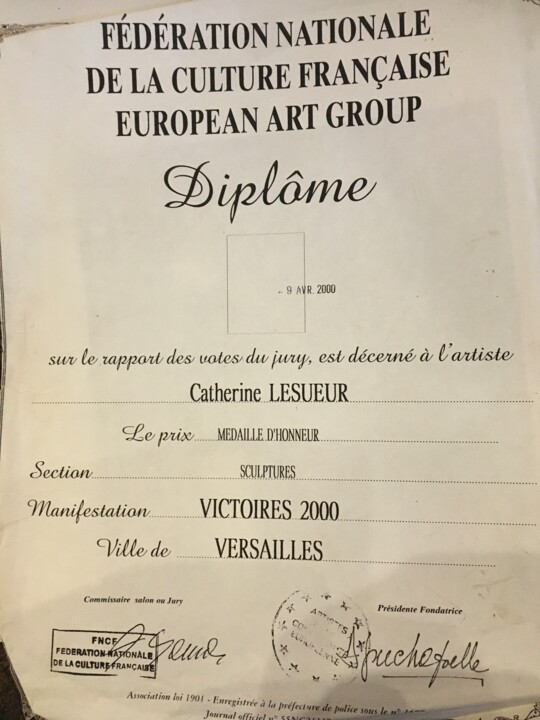 FÉDÉRATION NATIONALE
DE LA CULTURE FRANÇAISE
EUROPEAN ART GROUP
Diplôme
- 9 AVR. 2000
sur le rapport des votes du jury, est décerné à l'artiste
Catherine LESUEUR
Le prix MEDAILLE D'HONNEUR
Section SCULPTURES
Manifestation VICTOIRES 2000
Ville de VERSAILLES
Commissaire salon ou Jury
Présidente Fondatrice
FNCF
FEDERATION NATIONALE
DE LA CULTURE FRANÇAISE
ARTISTES
Association loi 1901 - Enregistrée à la préfecture de police sous le n°
Journal officiel n°